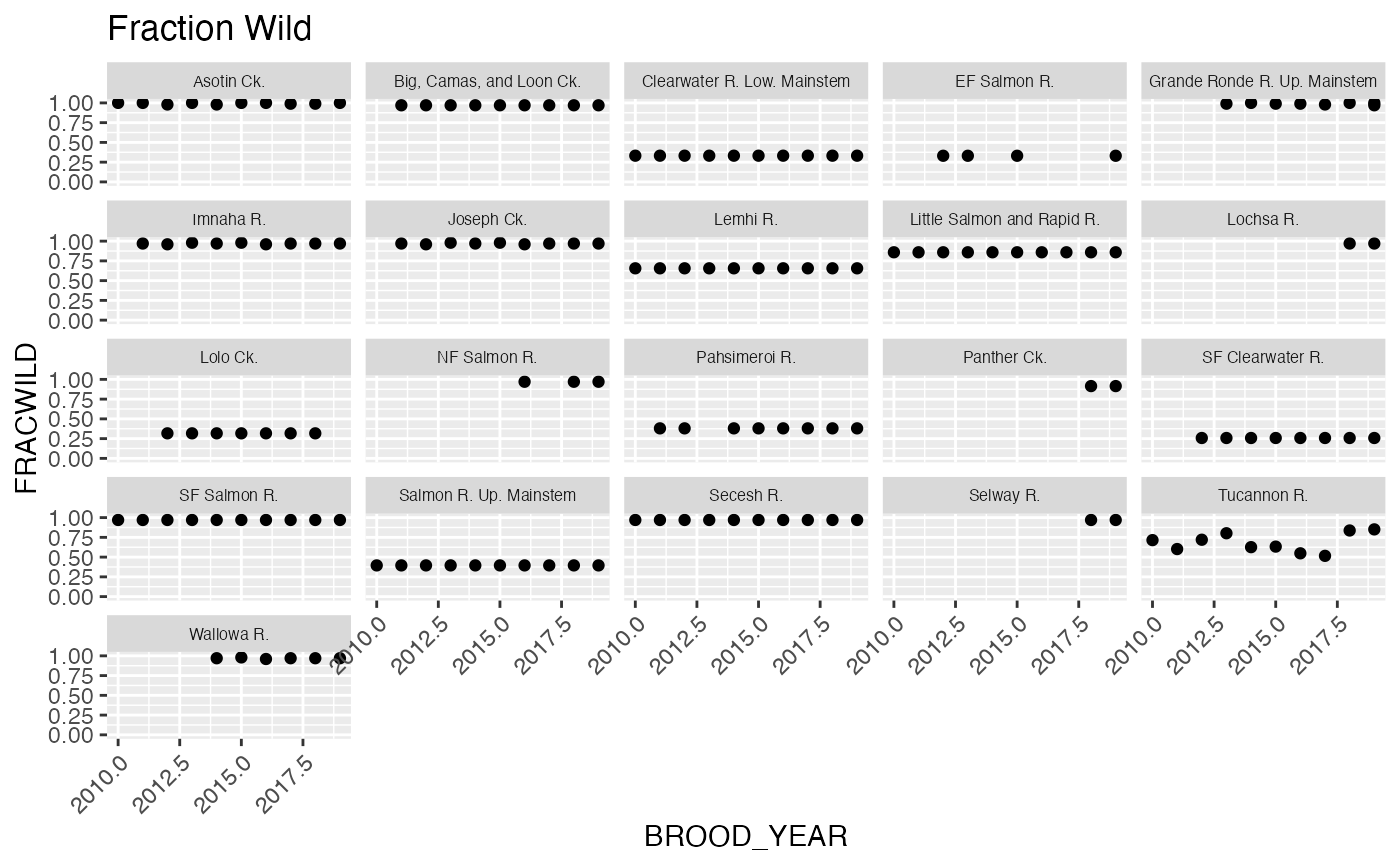 Fraction Wild
Asotin Ck.
Big, Camas, and Loon Ck.
Clearwater R. Low. Mainstem
EF Salmon R.
Grande Ronde R. Up. Mainstem
1.00
0.75
0.50
0.25
0.00
Imnaha R.
Joseph Ck.
Lemhi R.
Little Salmon and Rapid R.
Lochsa R.
1.00
0.75
0.50
0.25
0.00
Lolo Ck.
NF Salmon R.
Pahsimeroi R.
Panther Ck.
SF Clearwater R.
1.00
0.75
0.50
0.25
0.00
FRACWILD
SF Salmon R.
Salmon R. Up. Mainstem
Secesh R.
Selway R.
Tucannon R.
1.00
0.75
0.50
0.25
0.00
2010.0
2012.5
2015.0
2017.5
2010.0
2012.5
2015.0
2017.5
2010.0
2012.5
2015.0
2017.5
2010.0
2012.5
2015.0
2017.5
Wallowa R.
1.00
0.75
0.50
0.25
0.00
2010.0
2012.5
2015.0
2017.5
BROOD_YEAR